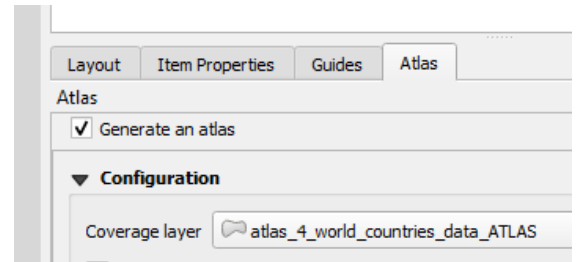 Layout Item Properties Guides Atlas
Atlas
Generate an atlas
Configuration
Coverage layer atlas_4_world_countries_data_ATLAS